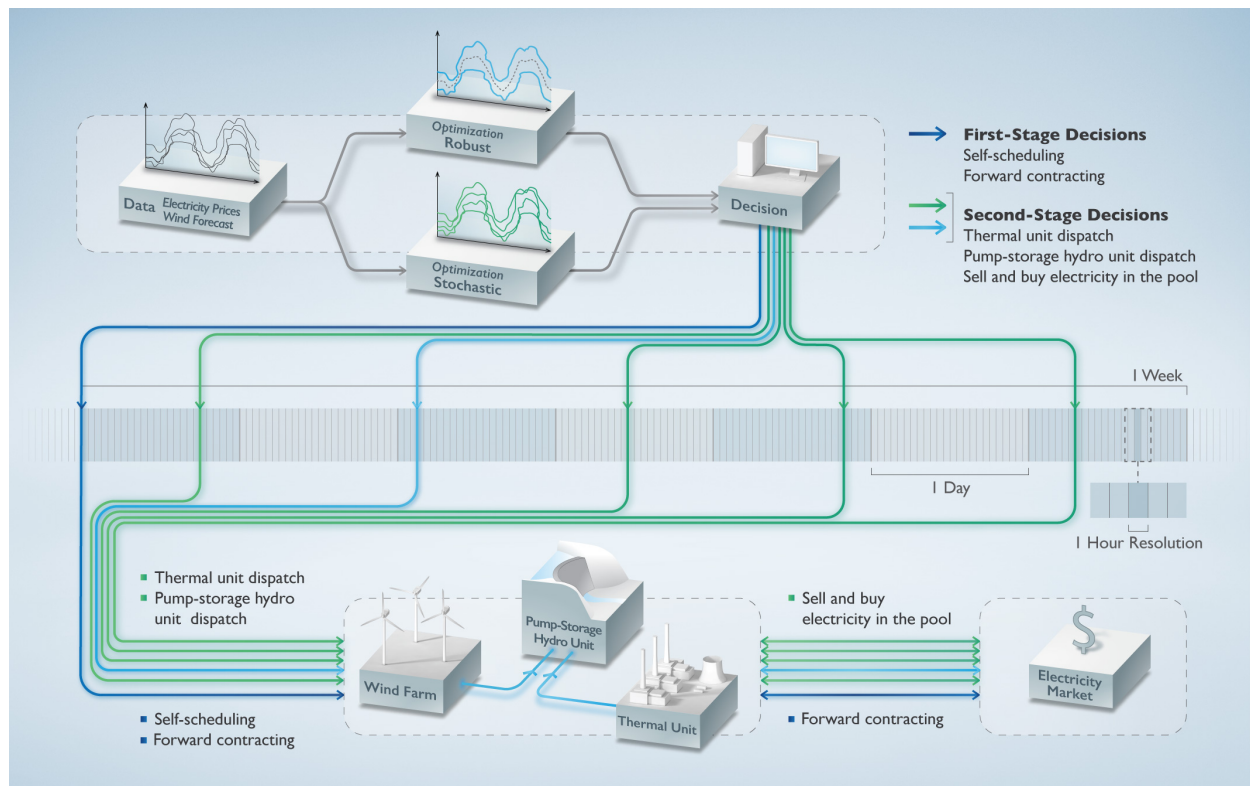 Optimization
Robust
Data Electricity Prices
Wind Forecast
Decision
Optimization
Stochastic
First-Stage Decisions
Self-scheduling
Forward contracting
Second-Stage Decisions
Thermal unit dispatch
Pump-storage hydro unit dispatch
Sell and buy electricity in the pool
1 Week
1 Day
1 Hour Resolution
Thermal unit dispatch
Pump-storage hydro
unit dispatch
Wind Farm
Pump-Storage
Hydro Unit
Thermal Unit
Sell and buy
electricity in the pool
$
Electricity
Market
Self-scheduling
Forward contracting
Forward contracting